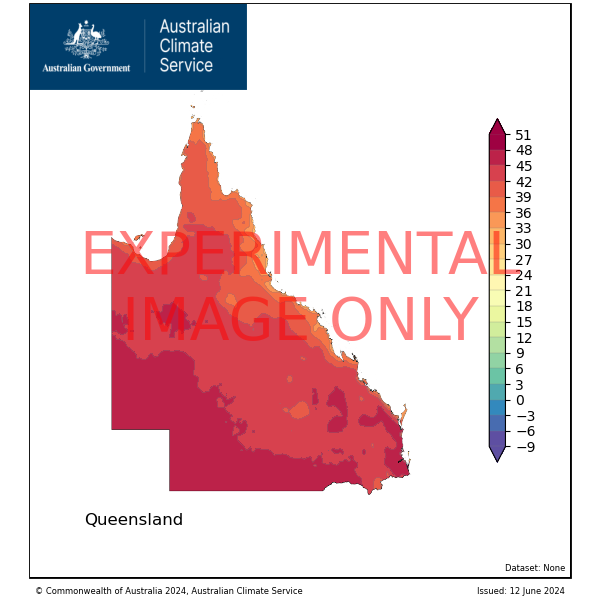 Australian Government
Australian
Climate
Service
51
48
45
42
39
36
33
30
27
24
21
18
15
12
9
6
3
0
−3
−6
−9
EXPERIMENTAL
IMAGE ONLY
Queensland
Dataset: None
© Commonwealth of Australia 2024, Australian Climate Service
Issued: 12 June 2024